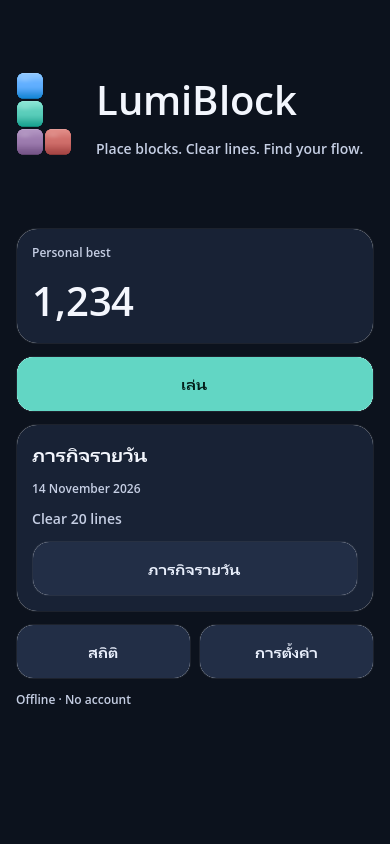 LumiBlock
Place blocks. Clear lines. Find your flow.
Personal best
1,234
เล่น
ภารกิจรายวัน
14 November 2026
Clear 20 lines
ภารกิจรายวัน
สถิติ
การตั้งค่า
Offline · No account